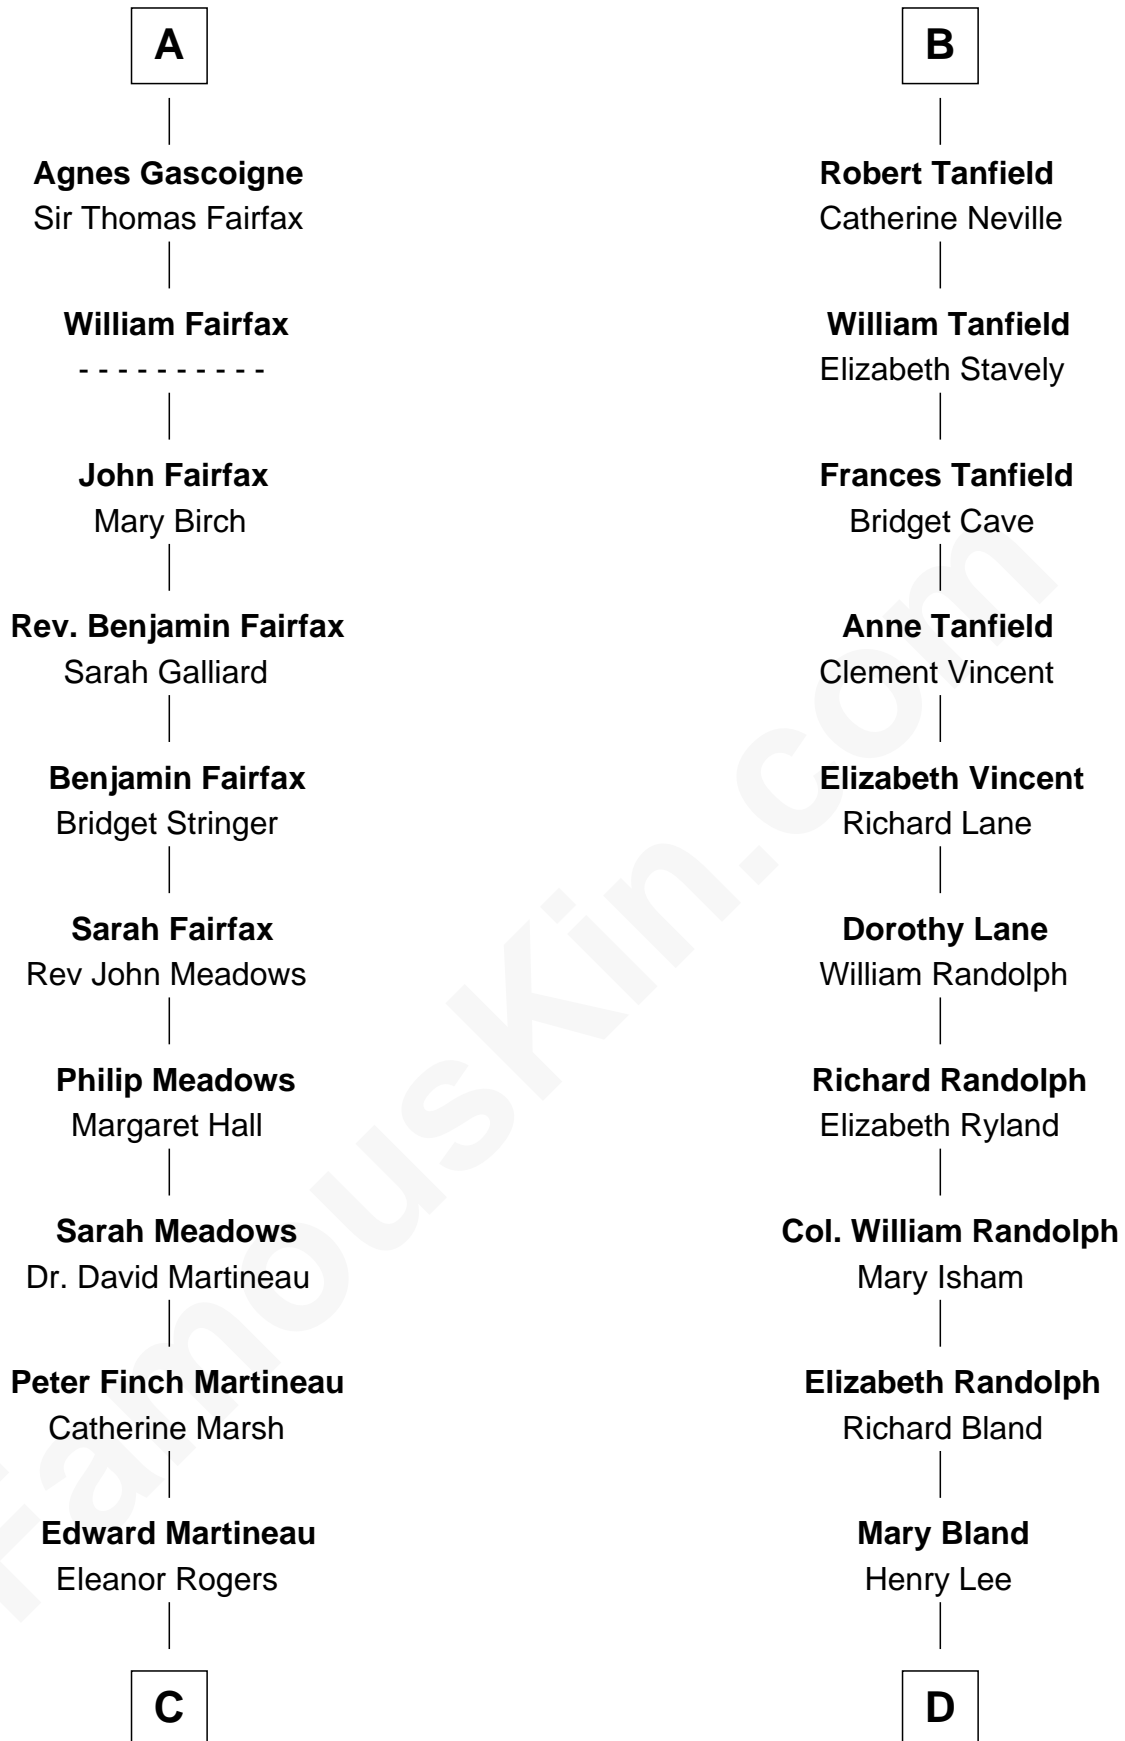 A
Agnes Gascoigne
Sir Thomas Fairfax
William Fairfax
- - - - - - - - - -
John Fairfax
Mary Birch
Rev. Benjamin Fairfax
Sarah Galliard
Benjamin Fairfax
Bridget Stringer
Sarah Fairfax
Rev John Meadows
Philip Meadows
Margaret Hall
Sarah Meadows
Dr. David Martineau
Peter Finch Martineau
Catherine Marsh
Edward Martineau
Eleanor Rogers
C
B
Robert Tanfield
Catherine Neville
William Tanfield
Elizabeth Stavely
Frances Tanfield
Bridget Cave
Anne Tanfield
Clement Vincent
Elizabeth Vincent
Richard Lane
Dorothy Lane
William Randolph
Richard Randolph
Elizabeth Ryland
Col. William Randolph
Mary Isham
Elizabeth Randolph
Richard Bland
Mary Bland
Henry Lee
D
FamousKin.com